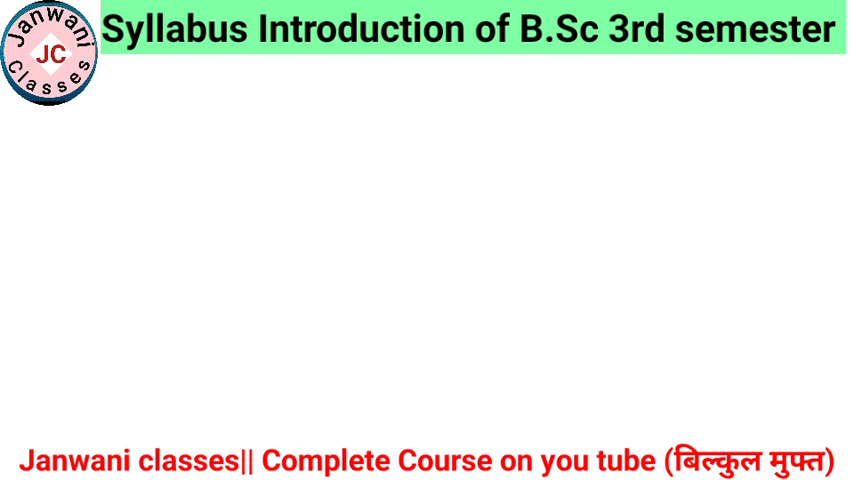 Janwani
JC
Classes
Syllabus Introduction of B.Sc 3rd semester
Janwani classes|| Complete Course on you tube (बिल्कुल मुफ्त)